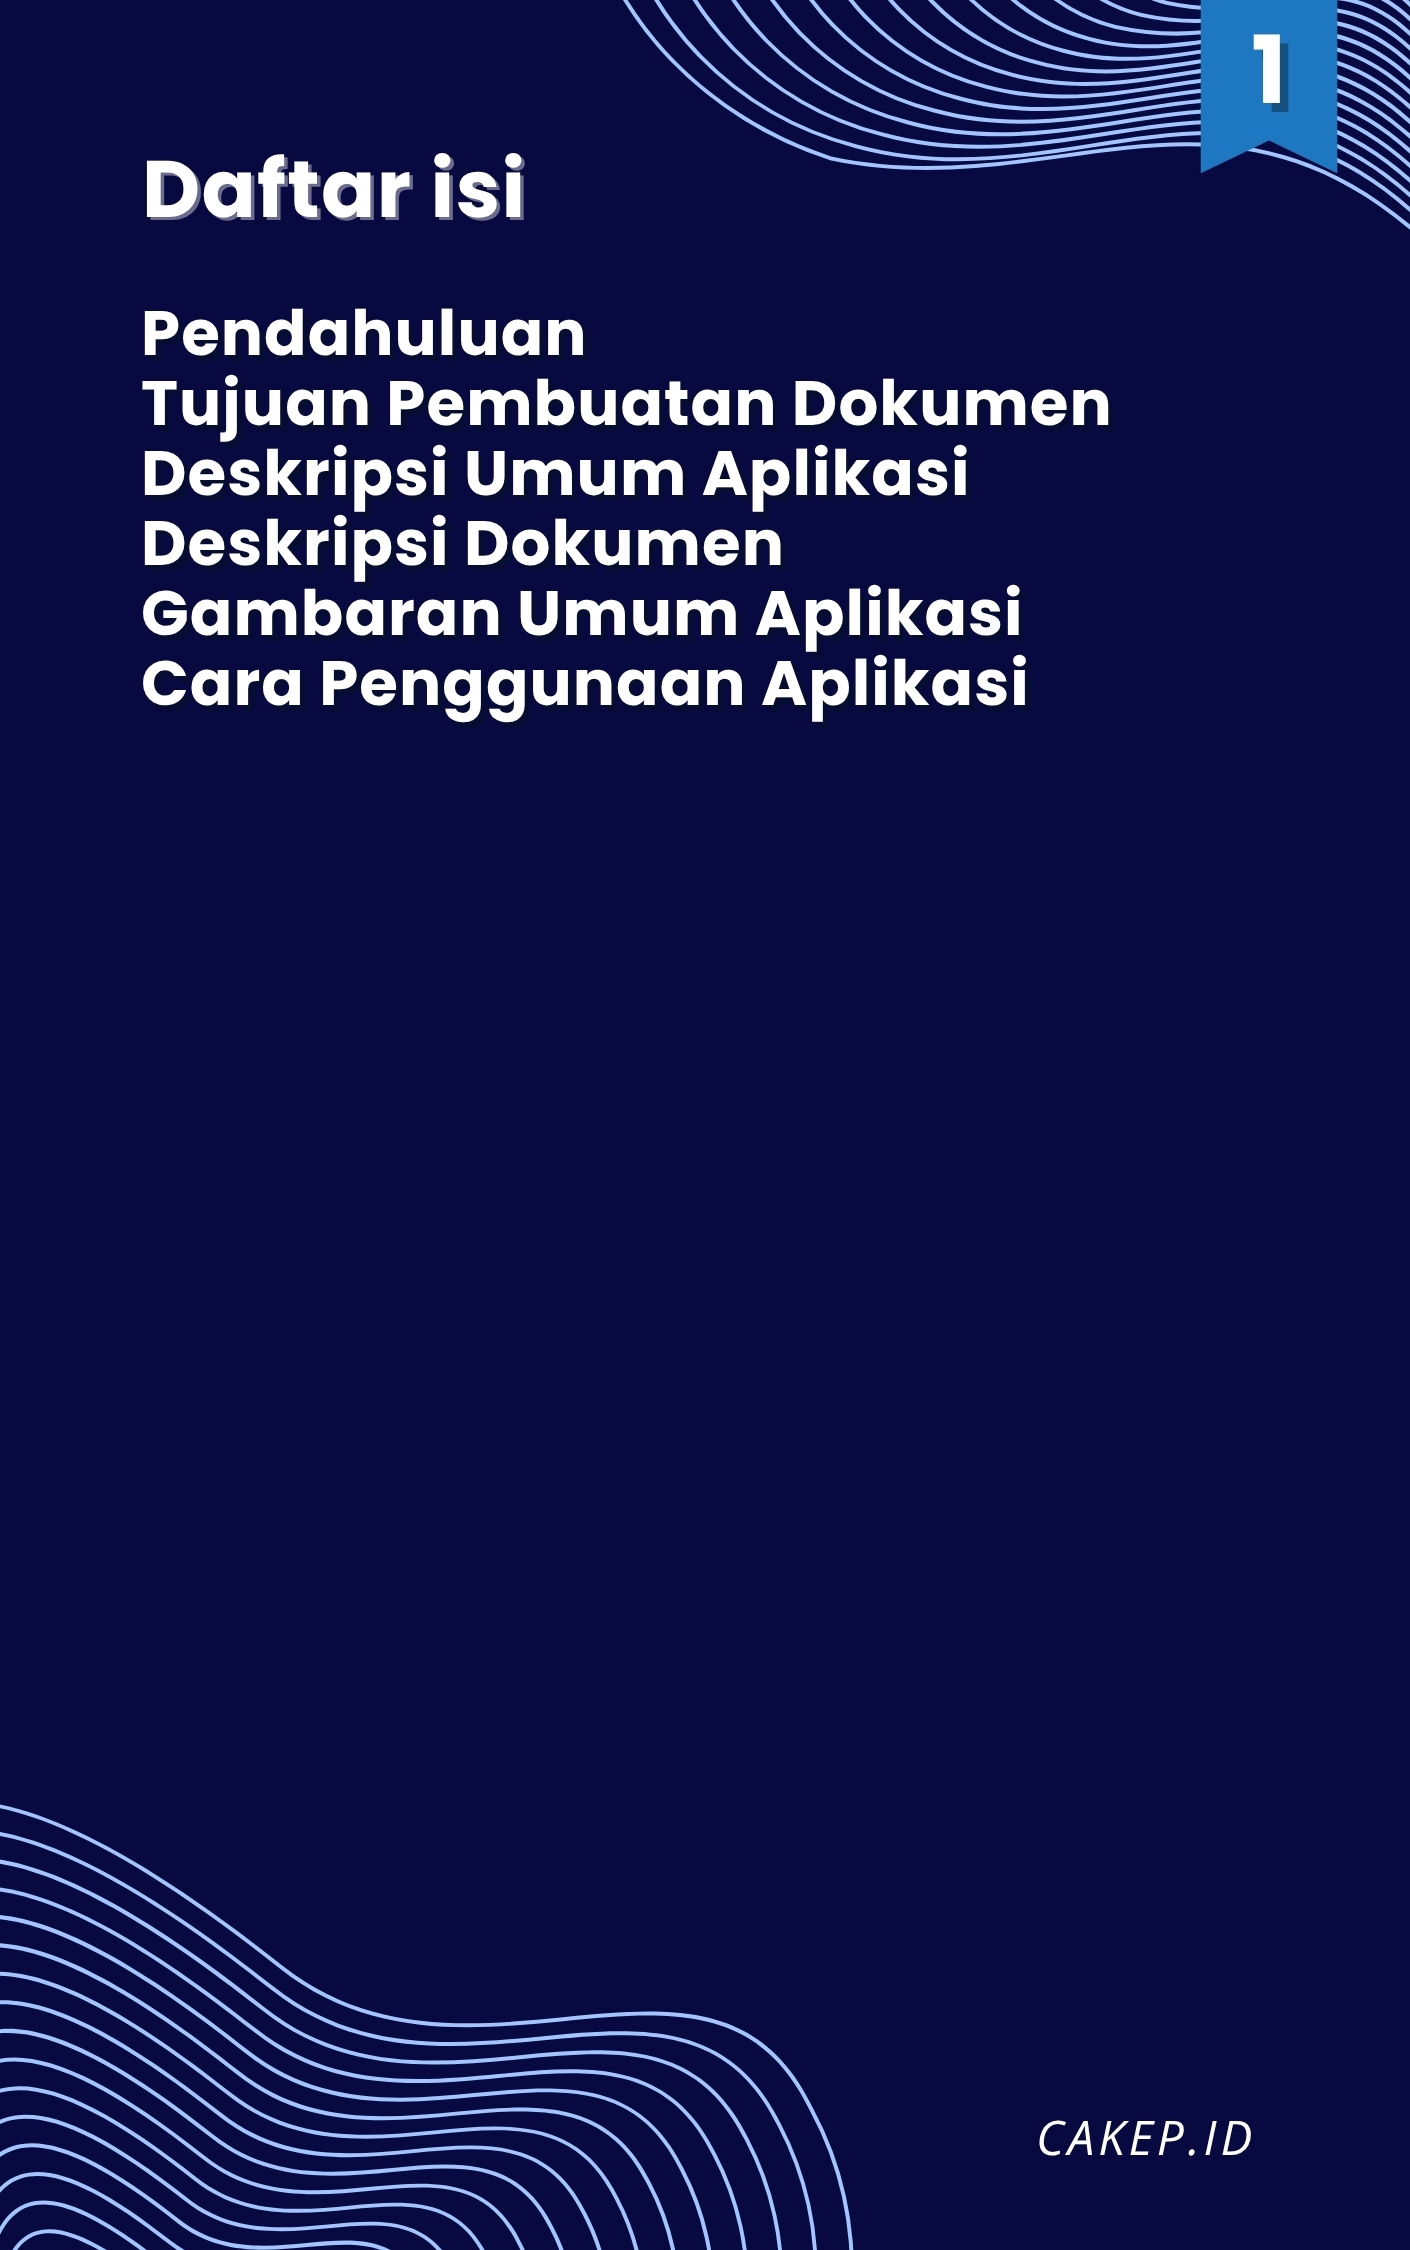 1
Daftar isi
Pendahuluan
Tujuan Pembuatan Dokumen
Deskripsi Umum Aplikasi
Deskripsi Dokumen
Gambaran Umum Aplikasi
Cara Penggunaan Aplikasi
CAKEP.ID